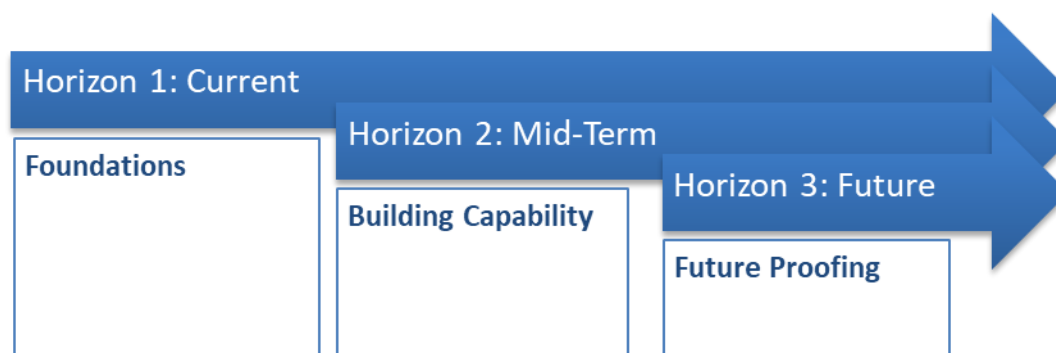 Horizon 1: Current
Horizon 2: Mid-Term
Horizon 3: Future
Foundations
Building Capability
Future Proofing